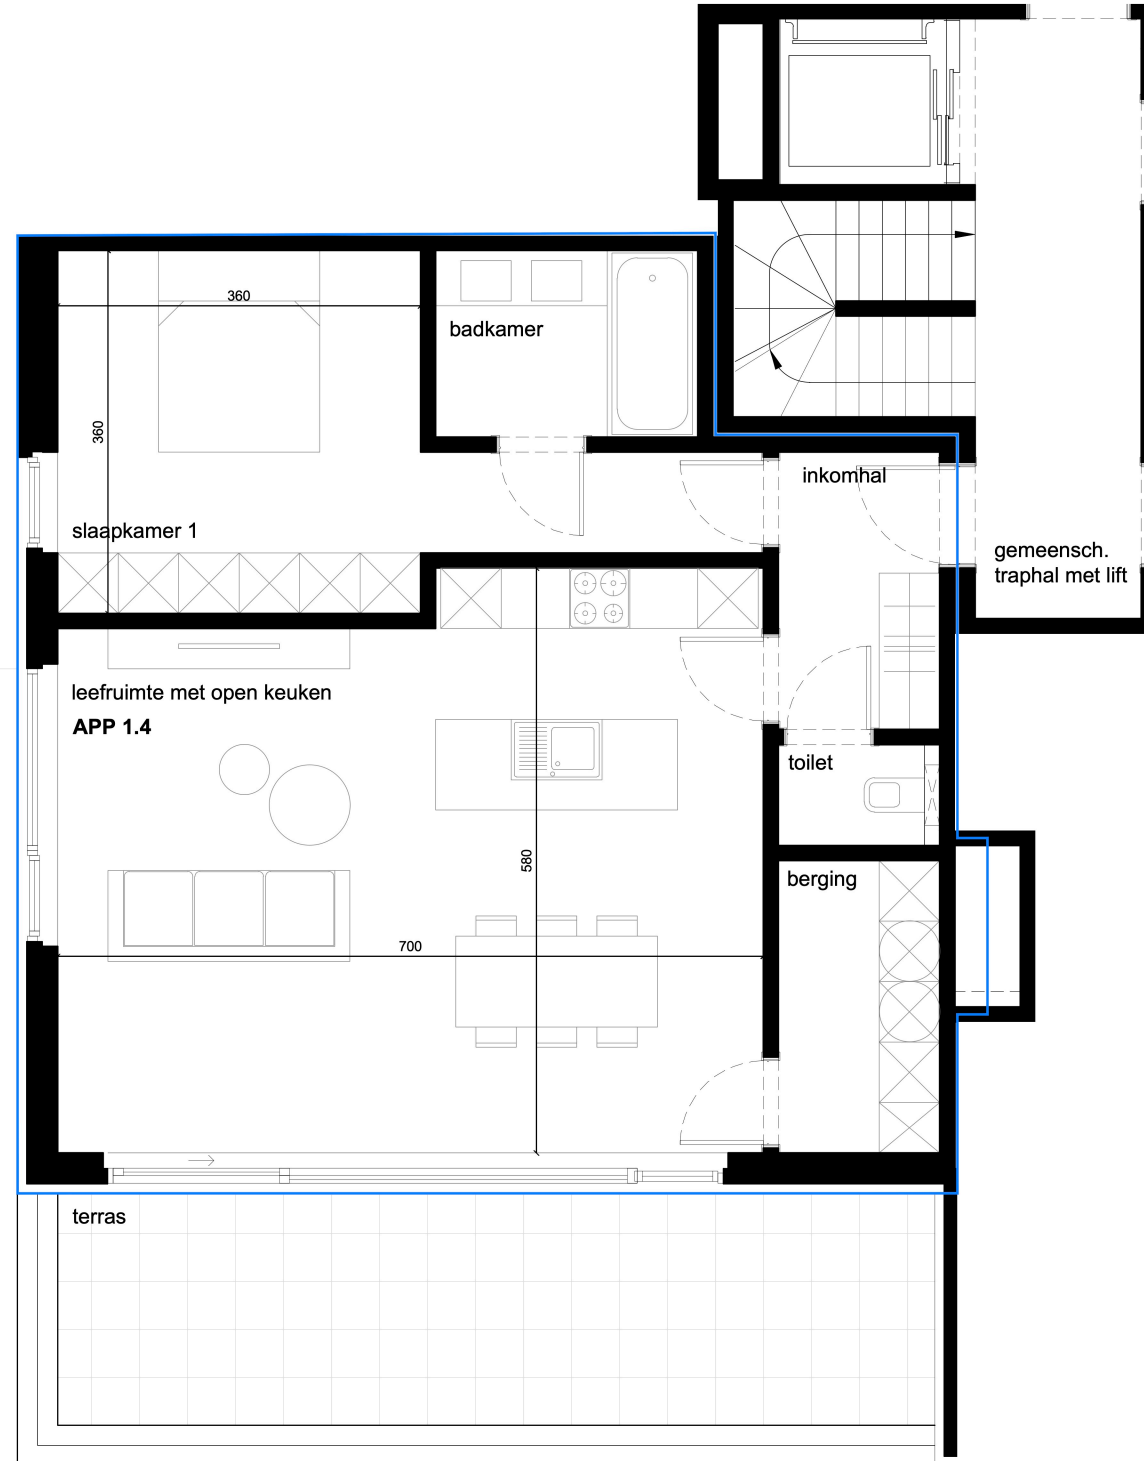 360
badkamer
360
inkomhal
slaapkamer 1
gemeensch.
traphal met lift
leefruimte met open keuken
APP 1.4
toilet
580
berging
700
terras